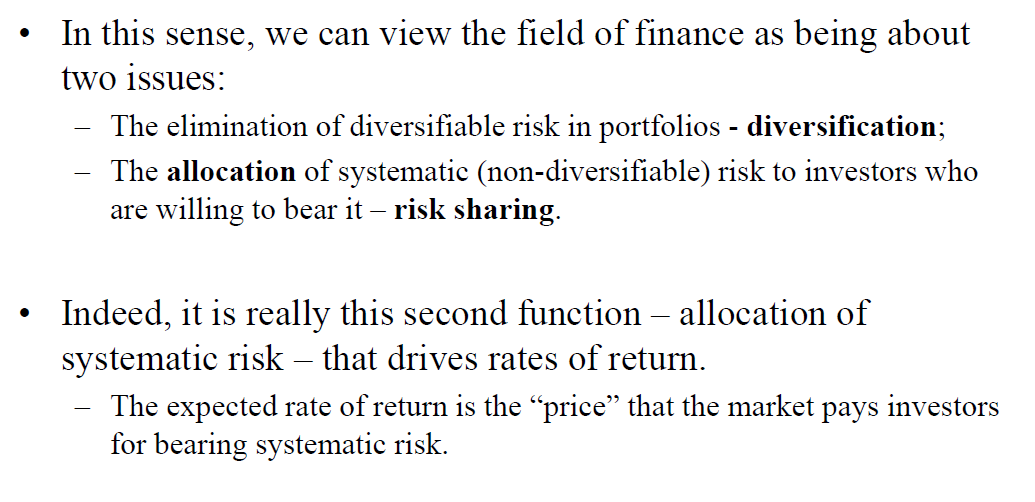 • In this sense, we can view the field of finance as being about
two issues:
– The elimination of diversifiable risk in portfolios - diversification;
– The allocation of systematic (non-diversifiable) risk to investors who
are willing to bear it – risk sharing.
• Indeed, it is really this second function – allocation of
systematic risk – that drives rates of return.
– The expected rate of return is the “price” that the market pays investors
for bearing systematic risk.